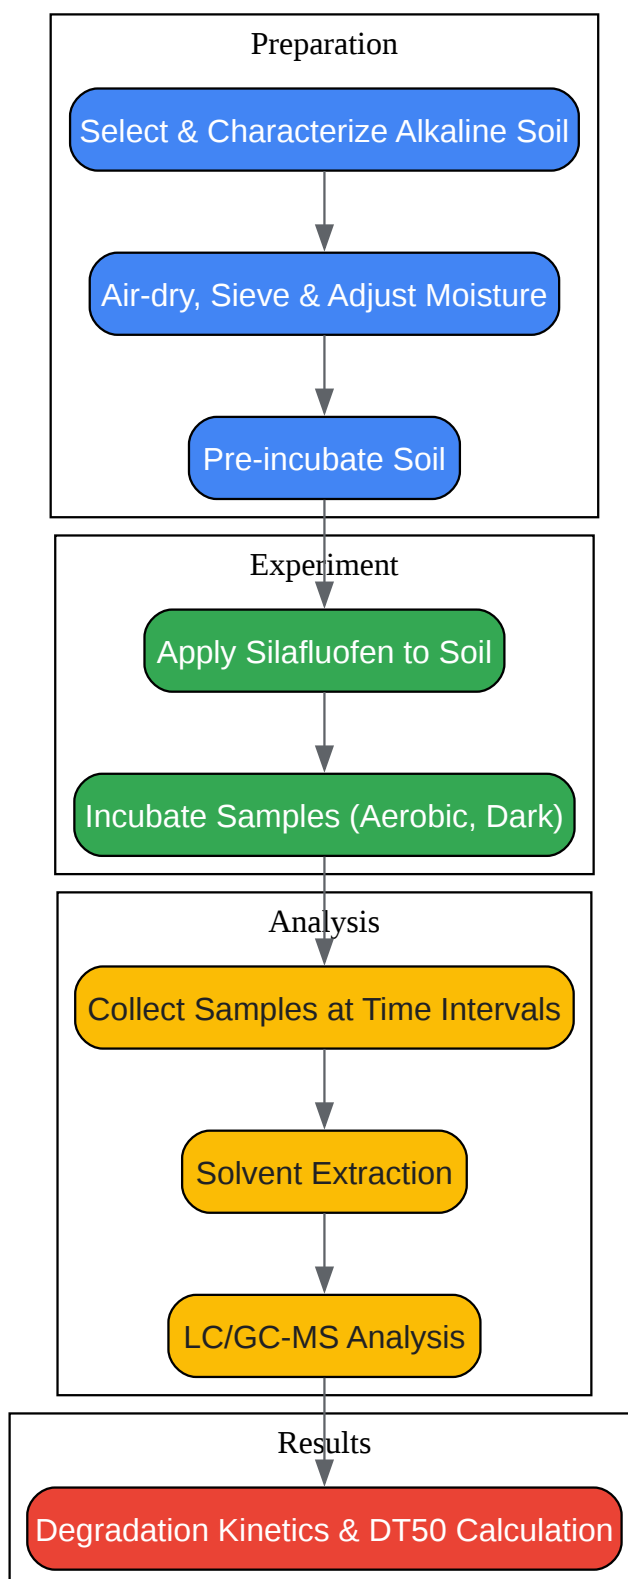 Preparation
Select & Characterize Alkaline Soil
Air-dry, Sieve & Adjust Moisture
Pre-incubate Soil
Experiment
Apply Silafluofen to Soil
Incubate Samples (Aerobic, Dark)
Analysis
Collect Samples at Time Intervals
Solvent Extraction
LC/GC-MS Analysis
Results
Degradation Kinetics & DT50 Calculation